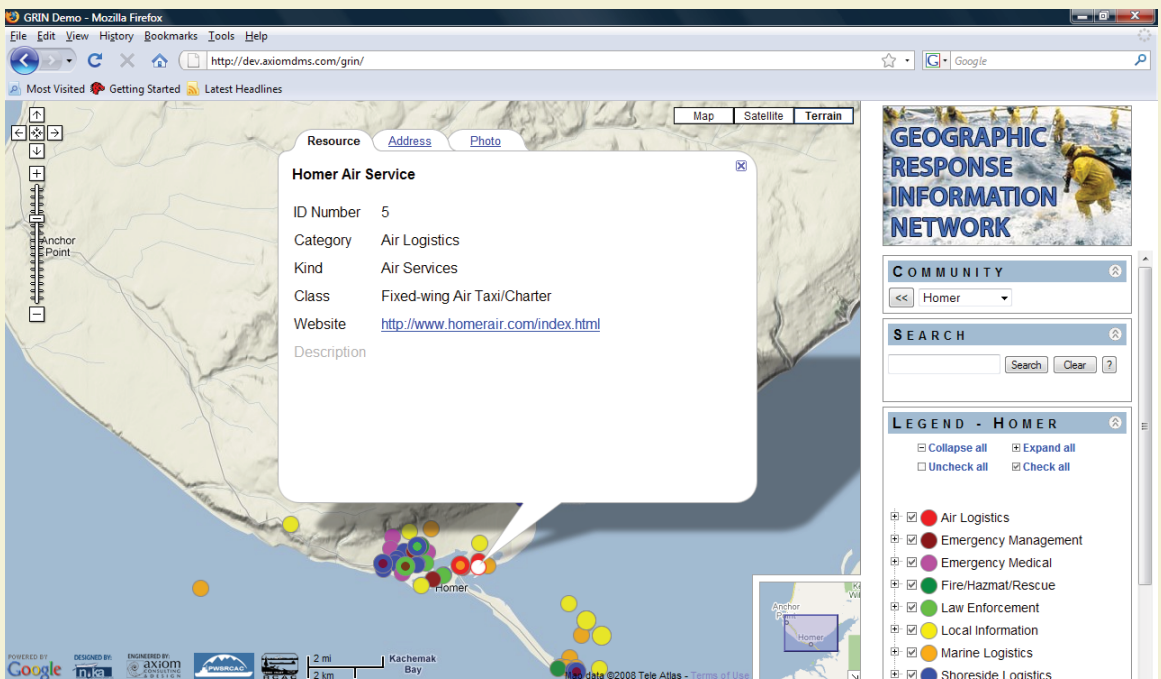 GRIN Demo - Mozilla Firefox
File Edit View History Bookmarks Tools Help
http://dev.axiomdms.com/grin/
Google
Most Visited Getting Started Latest Headlines
Map Satellite Terrain
Resource Address Photo
Homer Air Service
ID Number 5
Category Air Logistics
Kind Air Services
Class Fixed-wing Air Taxi/Charter
Website http://www.homerair.com/index.html
Description
Anchor
Point
Homer
Kachemak
Bay
2 mi
2 km
POWERED BY:
Google
DESIGNED BY:
nuka
ENGINEERED BY:
axiom
CONSULTING
& DESIGN
PWSRCAC
Map data ©2008 Tele Atlas - Terms of Use
Anchor
Point
Homer
GEOGRAPHIC
RESPONSE
INFORMATION
NETWORK
COMMUNITY
<< Homer
SEARCH
Search Clear ?
LEGEND - HOMER
Collapse all Expand all
Uncheck all Check all
Air Logistics
Emergency Management
Emergency Medical
Fire/Hazmat/Rescue
Law Enforcement
Local Information
Marine Logistics
Shoreside Logistics